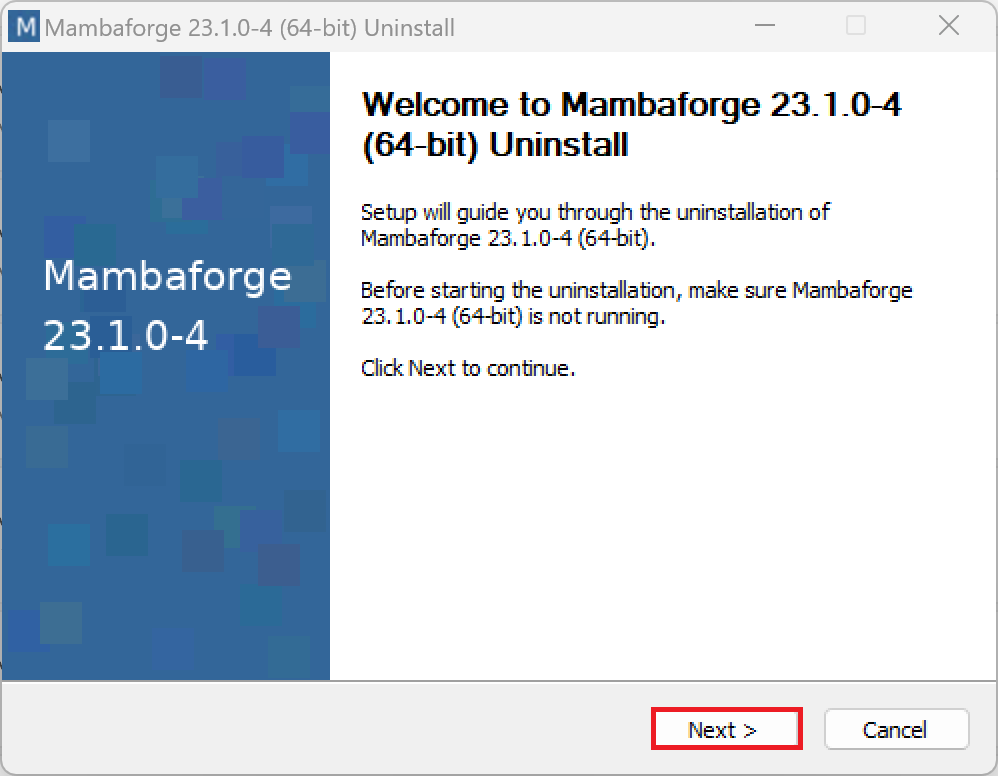 M Mambaforge 23.1.0-4 (64-bit) Uninstall
Mambaforge
23.1.0-4
Welcome to Mambaforge 23.1.0-4
(64-bit) Uninstall
Setup will guide you through the uninstallation of
Mambaforge 23.1.0-4 (64-bit).
Before starting the uninstallation, make sure Mambaforge
23.1.0-4 (64-bit) is not running.
Click Next to continue.
Next >
Cancel